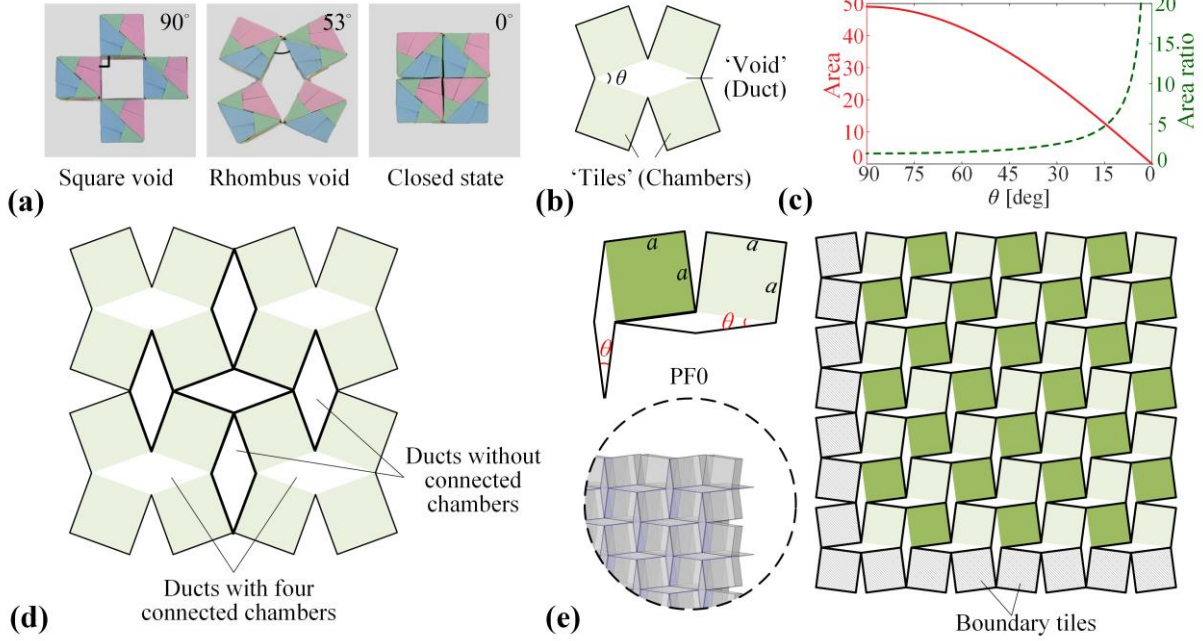 90°
53°
0°
Square void
Rhombus void
Closed state
(a)
θ
'Void'
(Duct)
'Tiles' (Chambers)
(b)
50
40
30
20
10
0
Area
20
15
10
5
0
Area ratio
90
75
60
45
30
15
0
θ [deg]
(c)
Ducts without
connected
chambers
Ducts with four
connected chambers
(d)
a
a
a
a
θ
θ
PF0
(e)
Boundary tiles